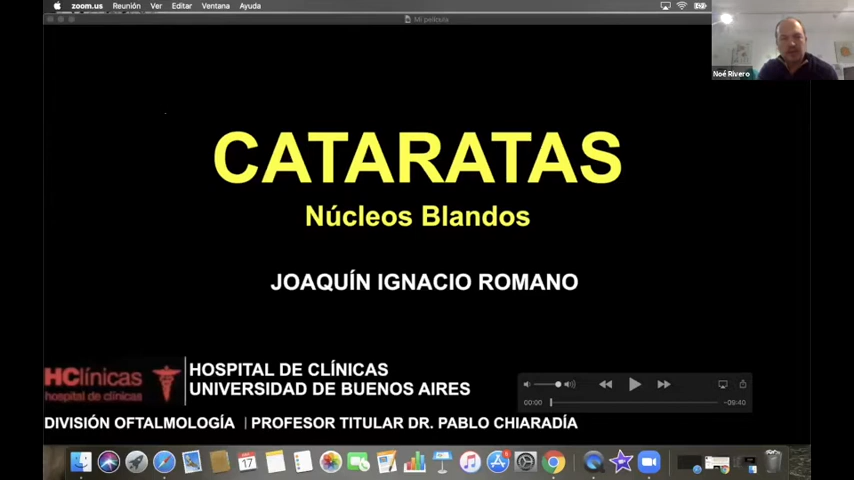 zoom.us Reunión Ver Editar Ventana Ayuda
Mi película
Noé Rivero
CATARATAS
Núcleos Blandos
JOAQUÍN IGNACIO ROMANO
HClínicas
hospital de clínicas
HOSPITAL DE CLÍNICAS
UNIVERSIDAD DE BUENOS AIRES
00:00
-09:40
DIVISIÓN OFTALMOLOGÍA | PROFESOR TITULAR DR. PABLO CHIARADÍA
17